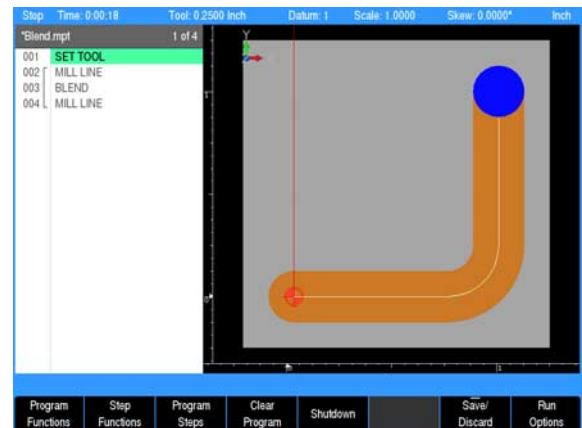 Stop Time: 0:00:18 Tool: 0.2500 Inch Datum: 1 Scale: 1.0000 Skew: 0.0000° Inch
*Blend.mpt 1 of 4
001 SET TOOL
002 MILL LINE
003 BLEND
004 MILL LINE
Y
1
0
0 1
Program Functions
Step Functions
Program Steps
Clear Program
Shutdown
Save/ Discard
Run Options